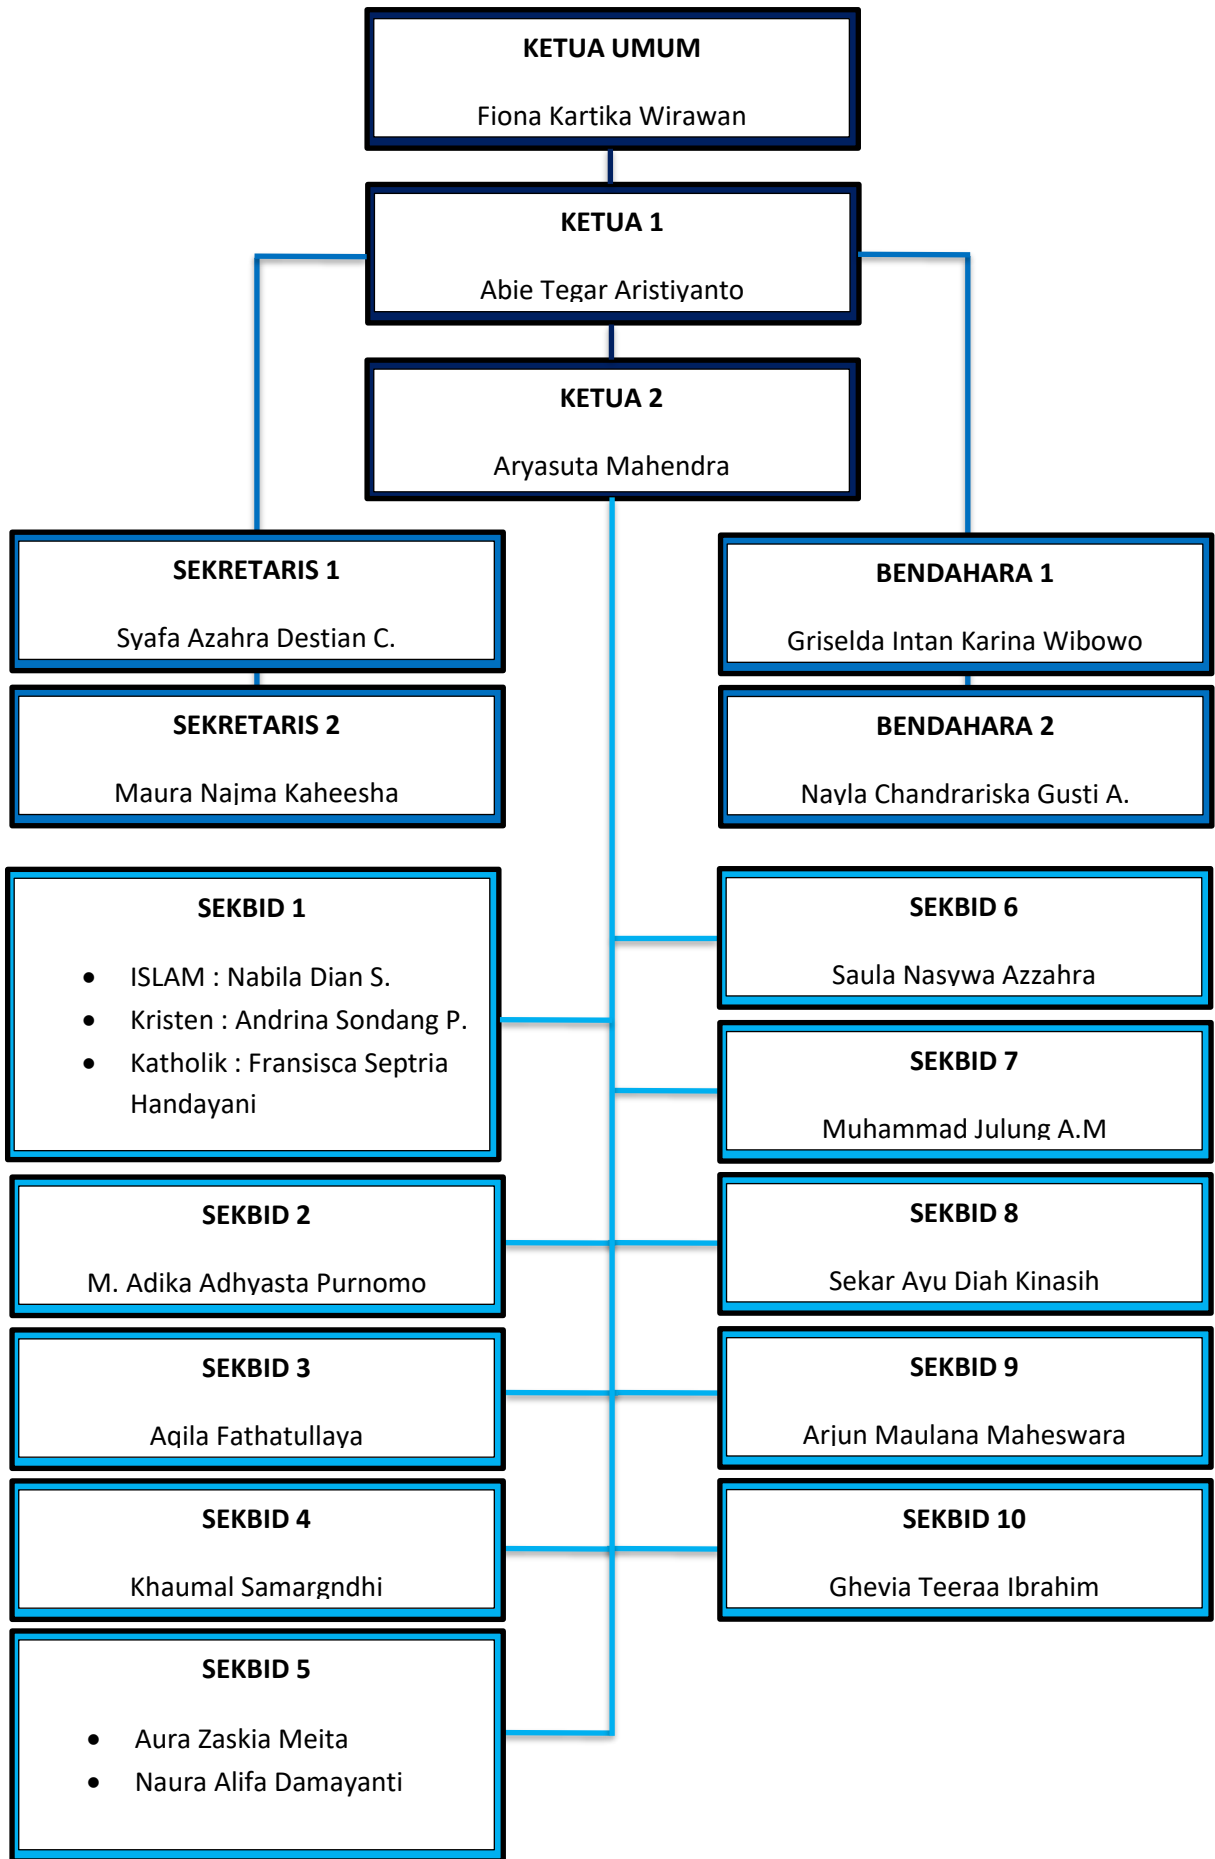 KETUA UMUM
Fiona Kartika Wirawan
KETUA 1
Abie Tegar Aristiyanto
KETUA 2
Aryasuta Mahendra
SEKRETARIS 1
Syafa Azahra Destian C.
SEKRETARIS 2
Maura Najma Kaheesha
BENDAHARA 1
Griselda Intan Karina Wibowo
BENDAHARA 2
Nayla Chandrariska Gusti A.
SEKBID 1
• ISLAM : Nabila Dian S.
• Kristen : Andrina Sondang P.
• Katholik : Fransisca Septria
Handayani
SEKBID 2
M. Adika Adhyasta Purnomo
SEKBID 3
Aqila Fathatullaya
SEKBID 4
Khaumal Samargndhi
SEKBID 5
• Aura Zaskia Meita
• Naura Alifa Damayanti
SEKBID 6
Saula Nasywa Azzahra
SEKBID 7
Muhammad Julung A.M
SEKBID 8
Sekar Ayu Diah Kinasih
SEKBID 9
Arjun Maulana Maheswara
SEKBID 10
Ghevia Teeraa Ibrahim